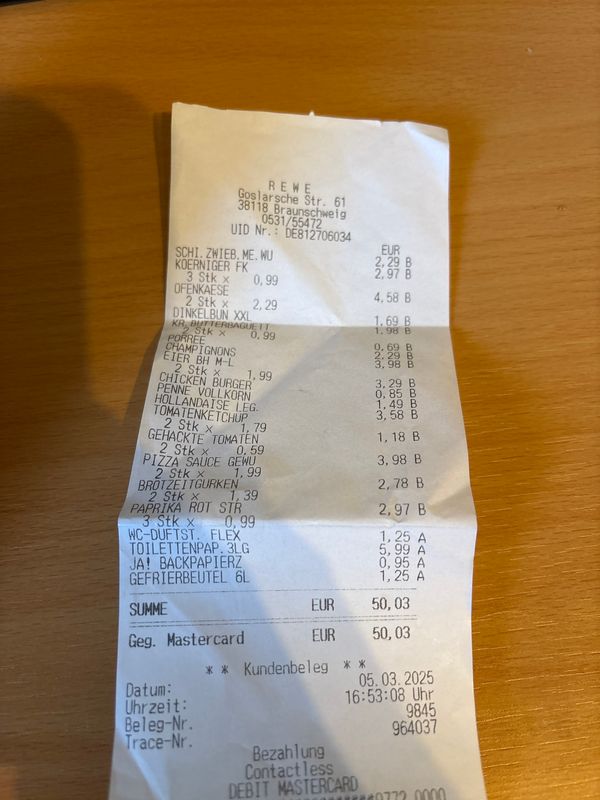 REWE
Goslarsche Str. 61
38118 Braunschweig
0531/55472
UID Nr.: DE812706034
EUR
SCHI.ZWIEB.ME.WU 2,29 B
KOERNIGER FK 2,97 B
3 Stk x 0,99
OFENKAESE 4,58 B
2 Stk x 2,29
DINKELBUN XXL 1,69 B
KR.BUTTERBAGUETT 1,98 B
2 Stk x 0,99
PORREE 0,69 B
CHAMPIGNONS 2,29 B
EIER BH M-L 3,98 B
2 Stk x 1,99
CHICKEN BURGER 3,29 B
PENNE VOLLKORN 0,85 B
HOLLANDAISE LEG. 1,49 B
TOMATENKETCHUP 3,58 B
2 Stk x 1,79
GEHACKTE TOMATEN 1,18 B
2 Stk x 0,59
PIZZA SAUCE GEWU 3,98 B
2 Stk x 1,99
BROTZEITGURKEN 2,78 B
2 Stk x 1,39
PAPRIKA ROT STR 2,97 B
3 Stk x 0,99
WC-DUFTST. FLEX 1,25 A
TOILETTENPAP.3LG 5,99 A
JA! BACKPAPIERZ 0,95 A
GEFRIERBEUTEL 6L 1,25 A
SUMME EUR 50,03
Geg. Mastercard EUR 50,03
** Kundenbeleg **
Datum: 05.03.2025
Uhrzeit: 16:53:08 Uhr
Beleg-Nr. 9845
Trace-Nr. 964037
Bezahlung
Contactless
DEBIT MASTERCARD
0772 0000